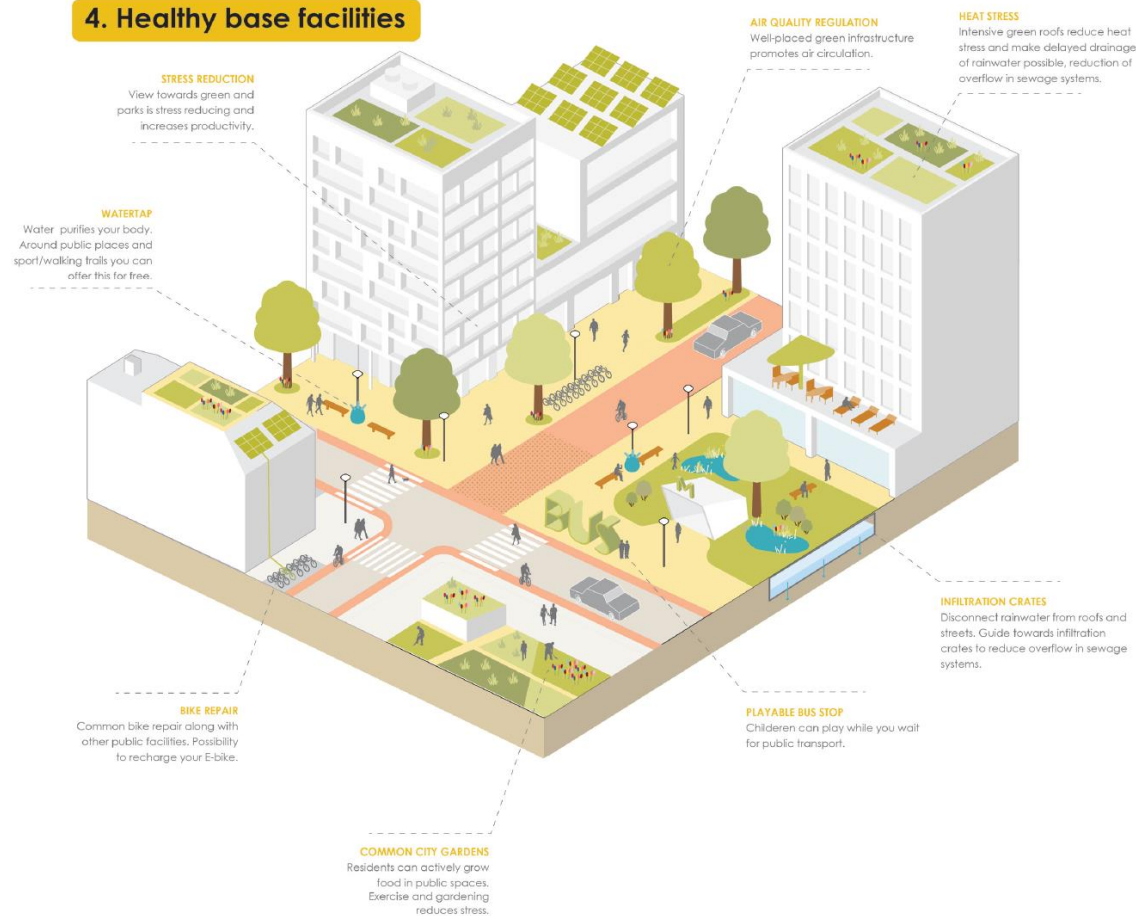 4. Healthy base facilities
AIR QUALITY REGULATION
Well-placed green infrastructure
promotes air circulation.
HEAT STRESS
Intensive green roofs reduce heat
stress and make delayed drainage
of rainwater possible, reduction of
overflow in sewage systems.
STRESS REDUCTION
View towards green and
parks is stress reducing and
increases productivity.
WATERTAP
Water purifies your body.
Around public places and
sport/walking trails you can
offer this for free.
BUS
M
INFILTRATION CRATES
Disconnect rainwater from roofs and
streets. Guide towards infiltration
crates to reduce overflow in sewage
systems.
BIKE REPAIR
Common bike repair along with
other public facilities. Possibility
to recharge your E-bike.
PLAYABLE BUS STOP
Childeren can play while you wait
for public transport.
COMMON CITY GARDENS
Residents can actively grow
food in public spaces.
Exercise and gardening
reduces stress.